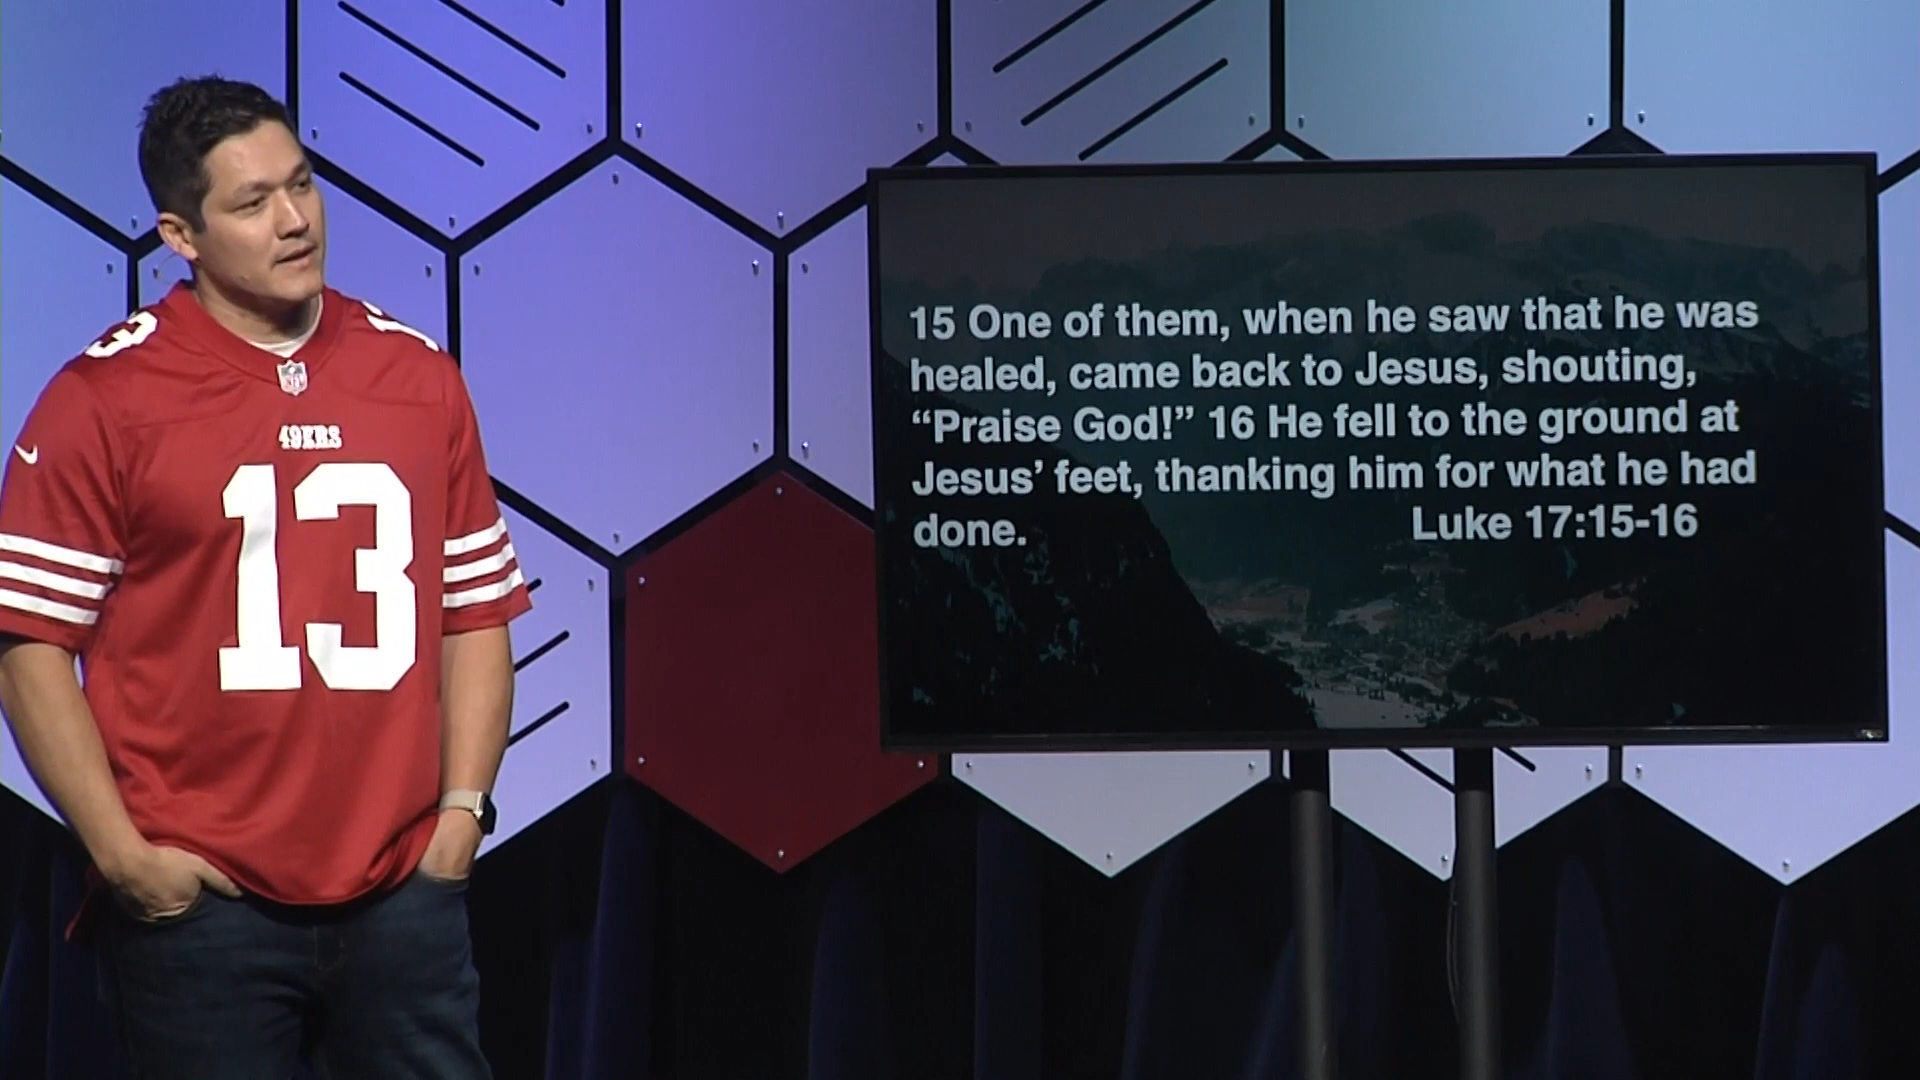 13
NFL
49ERS
13
15 One of them, when he saw that he was
healed, came back to Jesus, shouting,
“Praise God!” 16 He fell to the ground at
Jesus’ feet, thanking him for what he had
done. Luke 17:15-16